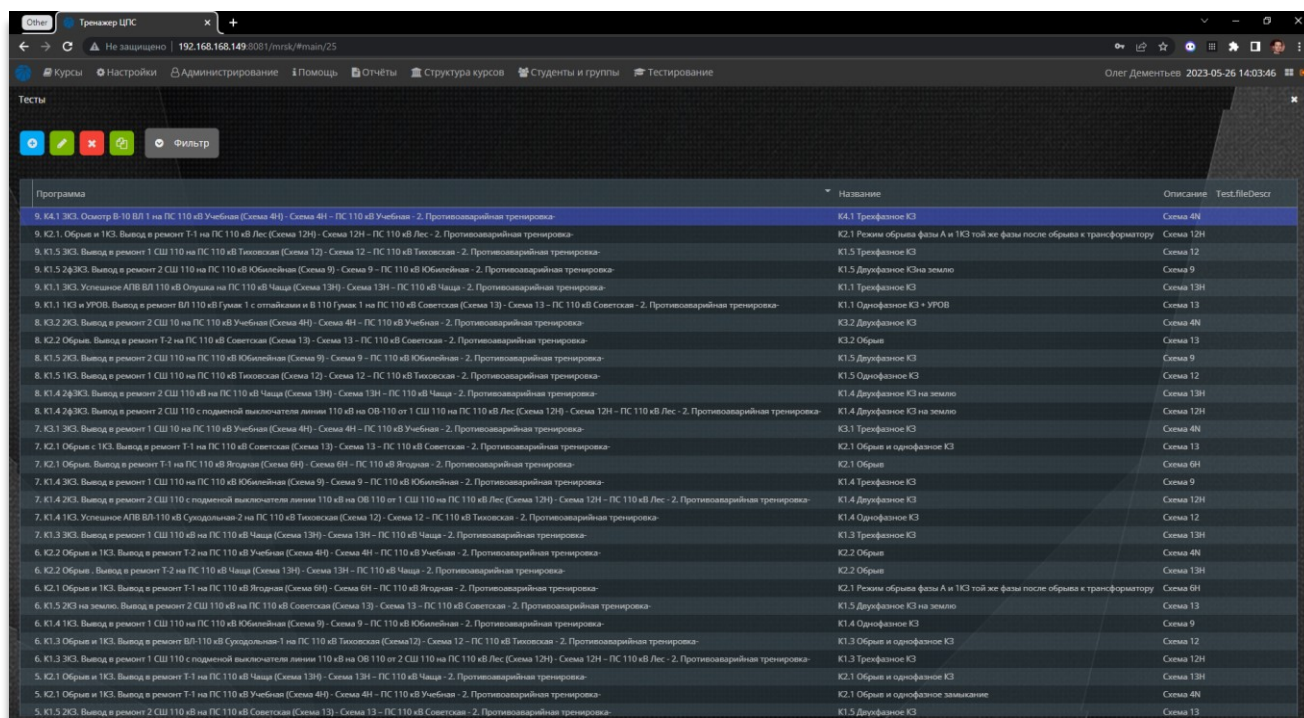 Other Тренажер ЦПС
Не защищено 192.168.168.149:8081/mrsk/#main/25
Курсы Настройки Администрирование Помощь Отчёты Структура курсов Студенты и группы Тестирование Олег Дементьев 2023-05-26 14:03:46
Тесты
Фильтр
Программа Название Описание Test.fileDescr
9. К4.1 3КЗ. Осмотр В-10 ВЛ 1 на ПС 110 кВ Учебная (Схема 4Н) - Схема 4Н – ПС 110 кВ Учебная - 2. Противоаварийная тренировка- К4.1 Трехфазное КЗ Схема 4N
9. К2.1. Обрыв и 1КЗ. Вывод в ремонт Т-1 на ПС 110 кВ Лес (Схема 12Н) - Схема 12Н – ПС 110 кВ Лес - 2. Противоаварийная тренировка- К2.1 Режим обрыва фазы А и 1КЗ той же фазы после обрыва к трансформатору Схема 12Н
9. К1.5 3КЗ. Вывод в ремонт 1 СШ 110 на ПС 110 кВ Тиховская (Схема 12) - Схема 12 – ПС 110 кВ Тиховская - 2. Противоаварийная тренировка- К1.5 Трехфазное КЗ Схема 12
9. К1.5 2ф3КЗ. Вывод в ремонт 2 СШ 110 на ПС 110 кВ Юбилейная (Схема 9) - Схема 9 – ПС 110 кВ Юбилейная - 2. Противоаварийная тренировка- К1.5 Двухфазное КЗна землю Схема 9
9. К1.1 3КЗ. Успешное АПВ ВЛ 110 кВ Опушка на ПС 110 кВ Чаща (Схема 13Н) - Схема 13Н – ПС 110 кВ Чаща - 2. Противоаварийная тренировка- К1.1 Трехфазное КЗ Схема 13Н
9. К1.1 1КЗ и УРОВ. Вывод в ремонт ВЛ 110 кВ Гумак 1 с отпайками и В 110 Гумак 1 на ПС 110 кВ Советская (Схема 13) - Схема 13 – ПС 110 кВ Советская - 2. Противоаварийная тренировка- К1.1 Однофазное КЗ + УРОВ Схема 13
8. К3.2 2КЗ. Вывод в ремонт 2 СШ 10 на ПС 110 кВ Учебная (Схема 4Н) - Схема 4Н – ПС 110 кВ Учебная - 2. Противоаварийная тренировка- К3.2 Двухфазное КЗ Схема 4N
8. К2.2 Обрыв. Вывод в ремонт Т-2 на ПС 110 кВ Советская (Схема 13) - Схема 13 – ПС 110 кВ Советская - 2. Противоаварийная тренировка- К3.2 Обрыв Схема 13
8. К1.5 2КЗ. Вывод в ремонт 2 СШ 110 на ПС 110 кВ Юбилейная (Схема 9) - Схема 9 – ПС 110 кВ Юбилейная - 2. Противоаварийная тренировка- К1.5 Двухфазное КЗ Схема 9
8. К1.5 1КЗ. Вывод в ремонт 1 СШ 110 на ПС 110 кВ Тиховская (Схема 12) - Схема 12 – ПС 110 кВ Тиховская - 2. Противоаварийная тренировка- К1.5 Однофазное КЗ Схема 12
8. К1.4 2ф3КЗ. Вывод в ремонт 2 СШ 110 кВ на ПС 110 кВ Чаща (Схема 13Н) - Схема 13Н – ПС 110 кВ Чаща - 2. Противоаварийная тренировка- К1.4 Двухфазное КЗ на землю Схема 13Н
8. К1.4 2ф3КЗ. Вывод в ремонт 2 СШ 110 с подменой выключателя линии 110 кВ на ОВ-110 от 1 СШ 110 на ПС 110 кВ Лес (Схема 12Н) - Схема 12Н – ПС 110 кВ Лес - 2. Противоаварийная тренировка- К1.4 Двухфазное КЗ на землю Схема 12Н
7. К3.1 3КЗ. Вывод в ремонт 1 СШ 10 на ПС 110 кВ Учебная (Схема 4Н) - Схема 4Н – ПС 110 кВ Учебная - 2. Противоаварийная тренировка- К3.1 Трехфазное КЗ Схема 4N
7. К2.1 Обрыв с 1КЗ. Вывод в ремонт Т-1 на ПС 110 кВ Советская (Схема 13) - Схема 13 – ПС 110 кВ Советская - 2. Противоаварийная тренировка- К2.1 Обрыв и однофазное КЗ Схема 13
7. К2.1 Обрыв. Вывод в ремонт Т-1 на ПС 110 кВ Ягодная (Схема 6Н) - Схема 6Н – ПС 110 кВ Ягодная - 2. Противоаварийная тренировка- К2.1 Обрыв Схема 6Н
7. К1.4 3КЗ. Вывод в ремонт 1 СШ 110 кВ на ПС 110 кВ Юбилейная (Схема 9) - Схема 9 – ПС 110 кВ Юбилейная - 2. Противоаварийная тренировка- К1.4 Трехфазное КЗ Схема 9
7. К1.4 2КЗ. Вывод в ремонт 2 СШ 110 с подменой выключателя линии 110 кВ на ОВ 110 от 1 СШ 110 на ПС 110 кВ Лес (Схема 12Н) - Схема 12Н – ПС 110 кВ Лес - 2. Противоаварийная тренировка- К1.4 Двухфазное КЗ Схема 12Н
7. К1.4 1КЗ. Успешное АПВ ВЛ-110 кВ Суходольная-2 на ПС 110 кВ Тиховская (Схема 12) - Схема 12 – ПС 110 кВ Тиховская - 2. Противоаварийная тренировка- К1.4 Однофазное КЗ Схема 12
7. К1.3 3КЗ. Вывод в ремонт 1 СШ 110 кВ на ПС 110 кВ Чаща (Схема 13Н) - Схема 13Н – ПС 110 кВ Чаща - 2. Противоаварийная тренировка- К1.3 Трехфазное КЗ Схема 13Н
6. К2.2 Обрыв и 1КЗ. Вывод в ремонт Т-2 на ПС 110 кВ Учебная (Схема 4Н) - Схема 4Н – ПС 110 кВ Учебная - 2. Противоаварийная тренировка- К2.2 Обрыв Схема 4N
6. К2.2 Обрыв . Вывод в ремонт Т-2 на ПС 110 кВ Чаща (Схема 13Н) - Схема 13Н – ПС 110 кВ Чаща - 2. Противоаварийная тренировка- К2.2 Обрыв Схема 13Н
6. К2.1 Обрыв и 1КЗ. Вывод в ремонт Т-1 на ПС 110 кВ Ягодная (Схема 6Н) - Схема 6Н – ПС 110 кВ Ягодная - 2. Противоаварийная тренировка- К2.1 Режим обрыва фазы А и 1КЗ той же фазы после обрыва к трансформатору Схема 6Н
6. К1.5 2КЗ на землю. Вывод в ремонт 2 СШ 110 кВ на ПС 110 кВ Советская (Схема 13) - Схема 13 – ПС 110 кВ Советская - 2. Противоаварийная тренировка- К1.5 Двухфазное КЗ на землю Схема 13
6. К1.4 1КЗ. Вывод в ремонт 1 СШ 110 кВ на ПС 110 кВ Юбилейная (Схема 9) - Схема 9 – ПС 110 кВ Юбилейная - 2. Противоаварийная тренировка- К1.4 Однофазное КЗ Схема 9
6. К1.3 Обрыв и 1КЗ. Вывод в ремонт ВЛ-110 кВ Суходольная-1 на ПС 110 кВ Тиховская (Схема12) - Схема 12 – ПС 110 кВ Тиховская - 2. Противоаварийная тренировка- К1.3 Обрыв и однофазное КЗ Схема 12
6. К1.3 3КЗ. Вывод в ремонт 1 СШ 110 с подменой выключателя линии 110 кВ на ОВ 110 от 2 СШ 110 на ПС 110 кВ Лес (Схема 12Н) - Схема 12Н – ПС 110 кВ Лес - 2. Противоаварийная тренировка- К1.3 Трехфазное КЗ Схема 12Н
5. К2.1 Обрыв и 1КЗ. Вывод в ремонт Т-1 на ПС 110 кВ Чаща (Схема 13Н) - Схема 13Н – ПС 110 кВ Чаща - 2. Противоаварийная тренировка- К2.1 Обрыв и однофазное КЗ Схема 13Н
5. К2.1 Обрыв и 1КЗ. Вывод в ремонт Т-1 на ПС 110 кВ Учебная (Схема 4Н) - Схема 4Н – ПС 110 кВ Учебная - 2. Противоаварийная тренировка- К2.1 Обрыв и однофазное замыкание Схема 4N
5. К1.5 2КЗ. Вывод в ремонт 2 СШ 110 кВ на ПС 110 кВ Советская (Схема 13) - Схема 13 – ПС 110 кВ Советская - 2. Противоаварийная тренировка- К1.5 Двухфазное КЗ Схема 13